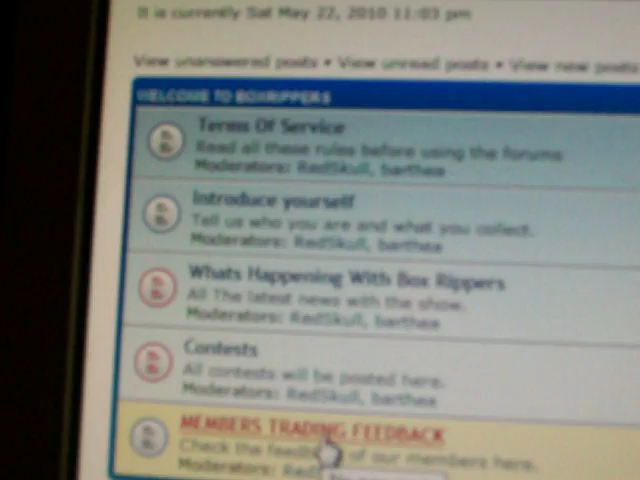 It is currently Sat May 22, 2010 11:03 pm
View unanswered posts • View unread posts • View new posts
WELCOME TO BOXRIPPERS
Terms Of Service
Read all these rules before using the forums
Moderators: RedSkull, barthea
Introduce yourself
Tell us who you are and what you collect.
Moderators: RedSkull, barthea
Whats Happening With Box Rippers
All The latest news with the show.
Moderators: RedSkull, barthea
Contests
All contests will be posted here.
Moderators: RedSkull, barthea
MEMBERS TRADING FEEDBACK
Check the feedb of our members here.
Moderators: Red